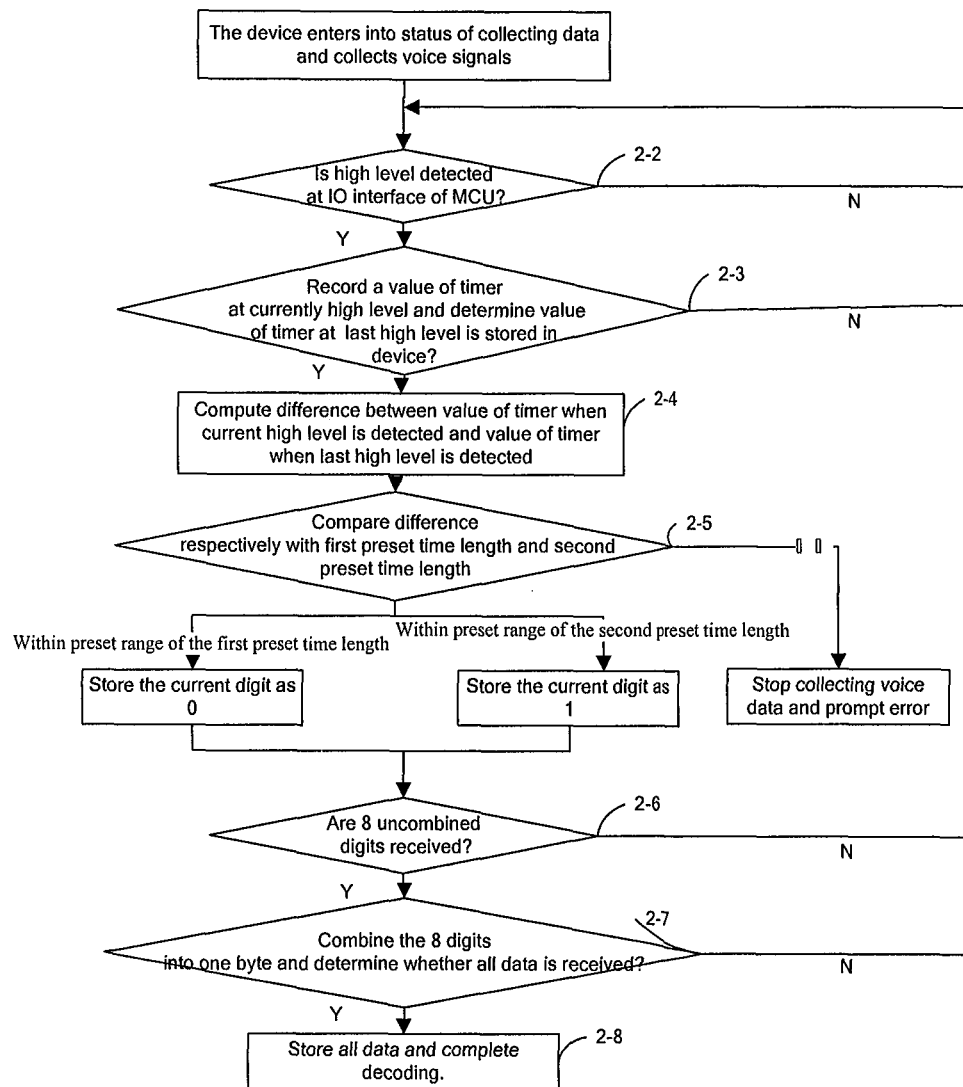 The device enters into status of collecting data
and collects voice signals
2-2
Is high level detected
at IO interface of MCU?
N
Y
2-3
Record a value of timer
at currently high level and determine value
of timer at last high level is stored in
device?
N
Y
2-4
Compute difference between value of timer when
current high level is detected and value of timer
when last high level is detected
2-5
Compare difference
respectively with first preset time length and second
preset time length
Within preset range of the first preset time length
Within preset range of the second preset time length
Store the current digit as
0
Store the current digit as
1
Stop collecting voice
data and prompt error
2-6
Are 8 uncombined
digits received?
N
Y
2-7
Combine the 8 digits
into one byte and determine whether all data is received?
N
Y
2-8
Store all data and complete
decoding.